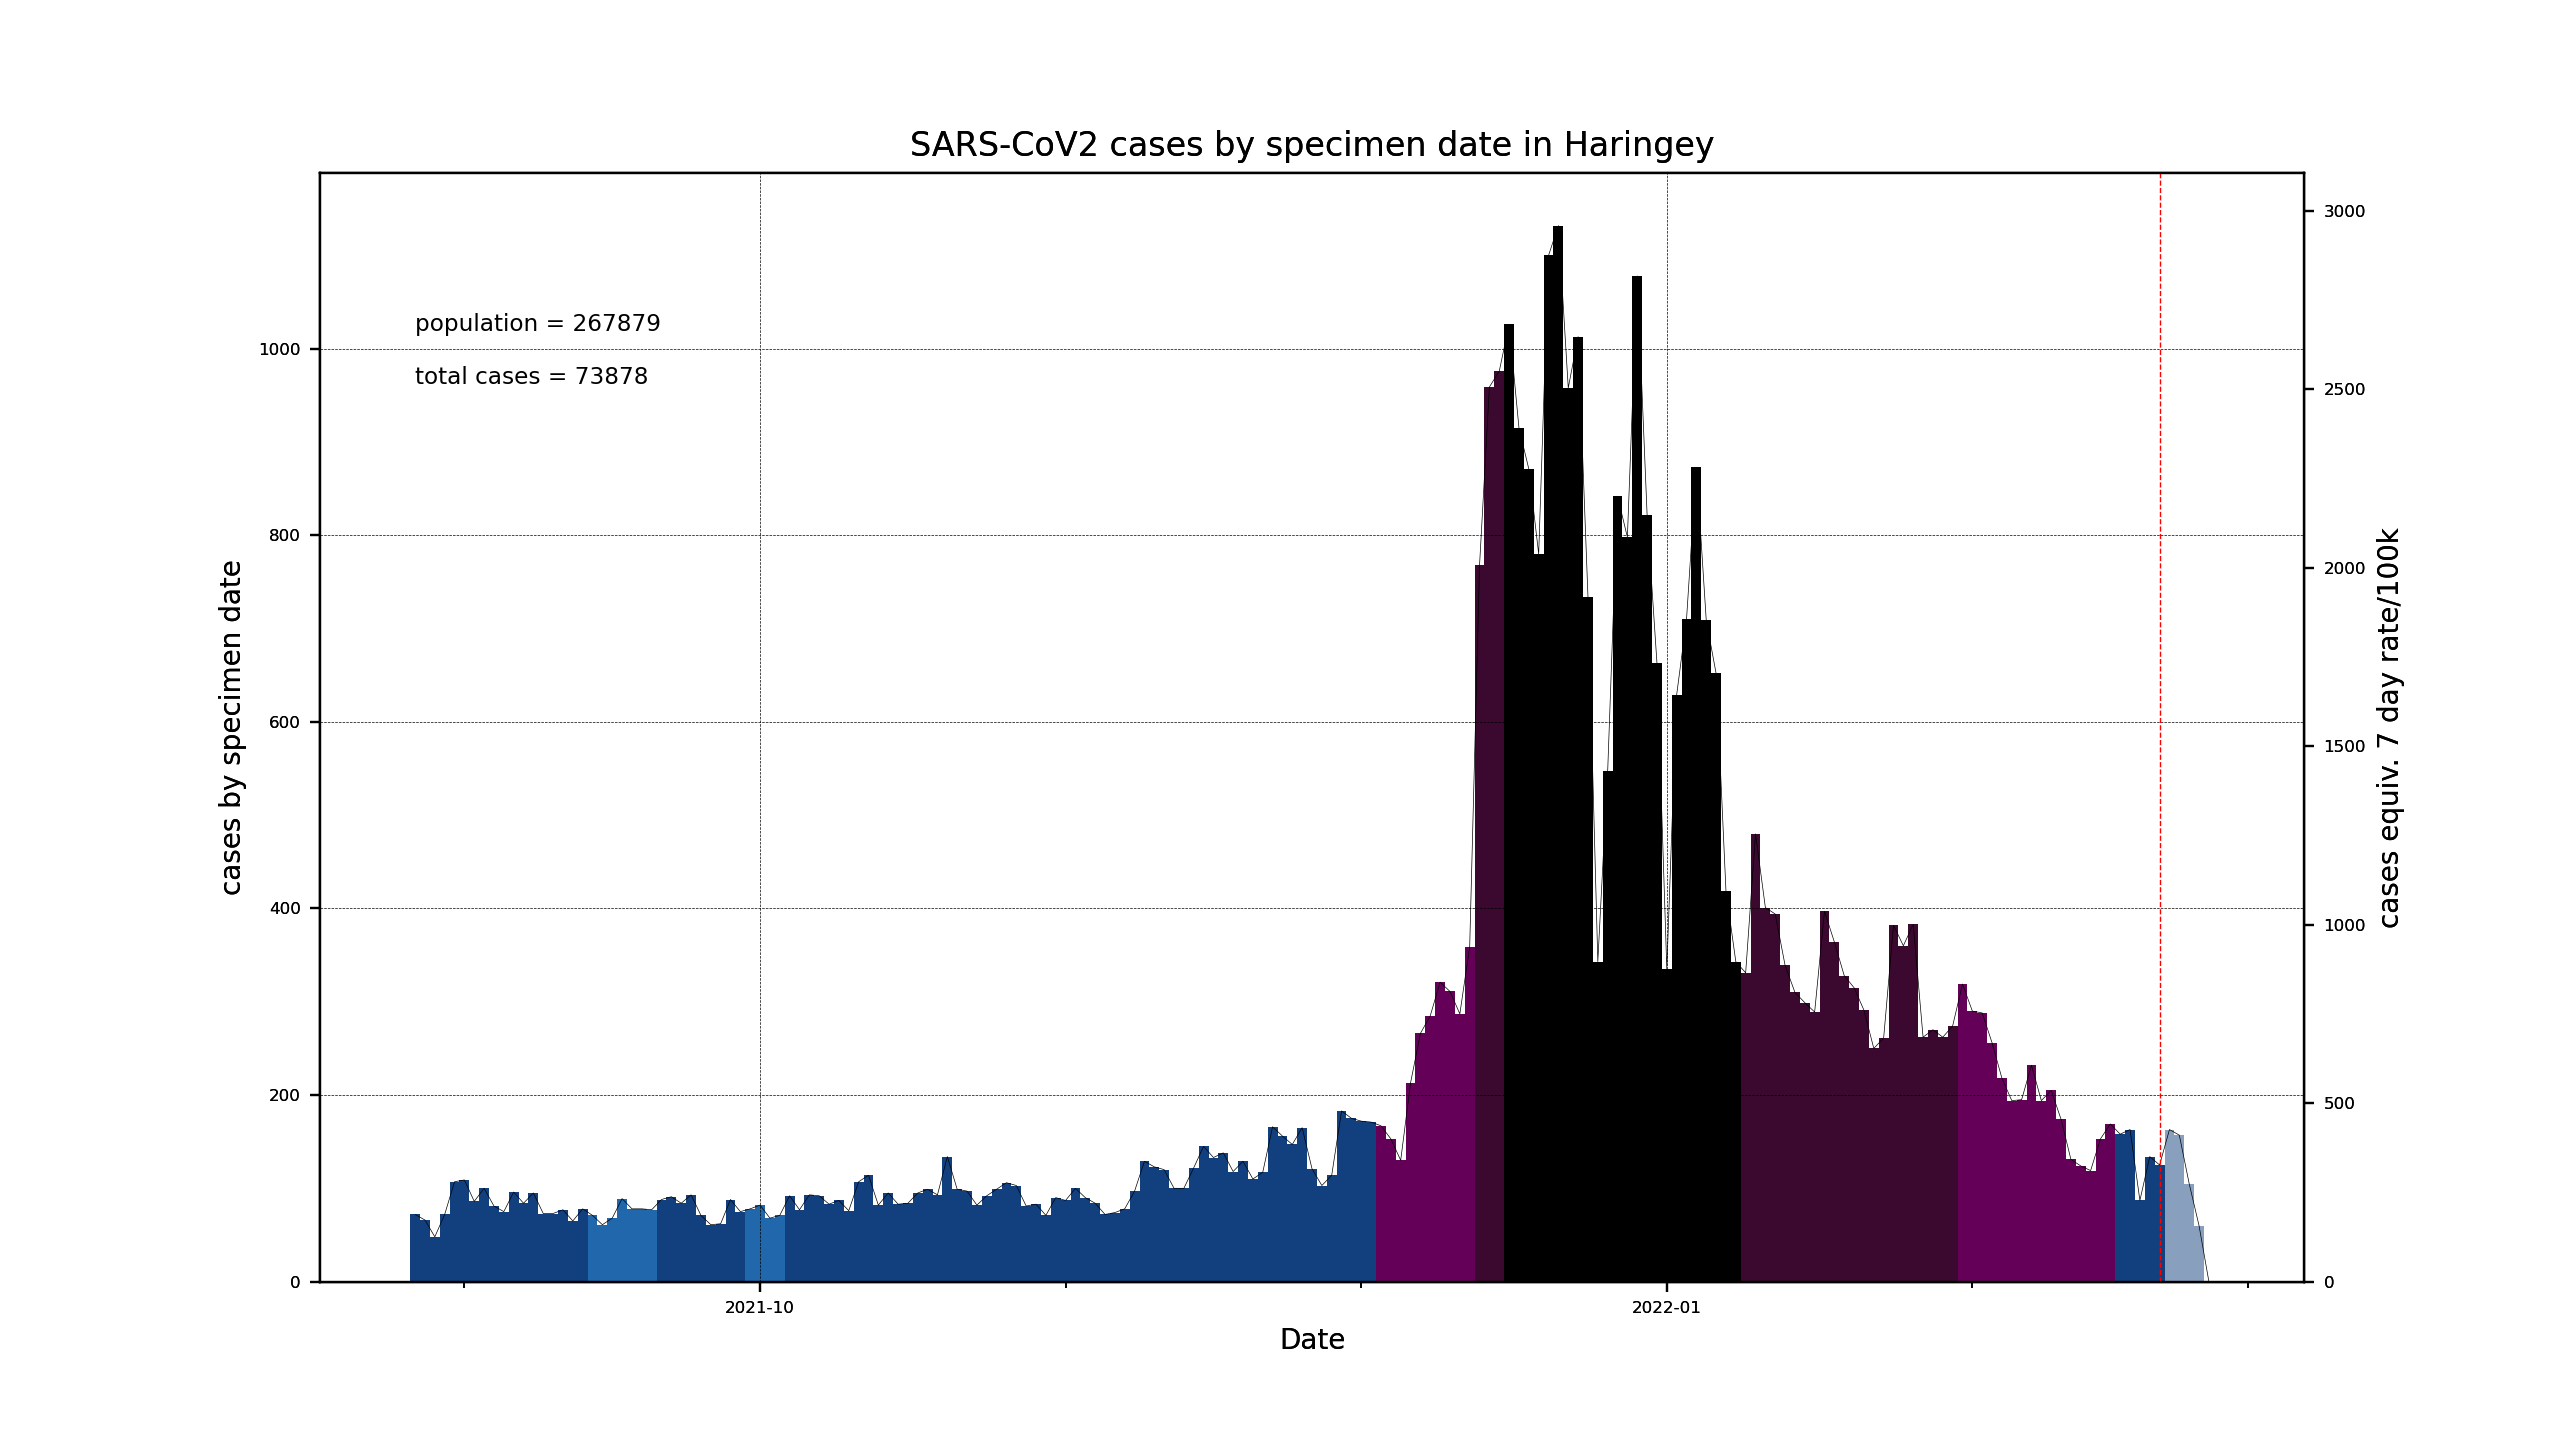 SARS-CoV2 cases by specimen date in Haringey
population = 267879
total cases = 73878
cases by specimen date
1000
800
600
400
200
0
3000
2500
2000
1500
1000
500
0
cases equiv. 7 day rate/100k
2021-10
2022-01
Date